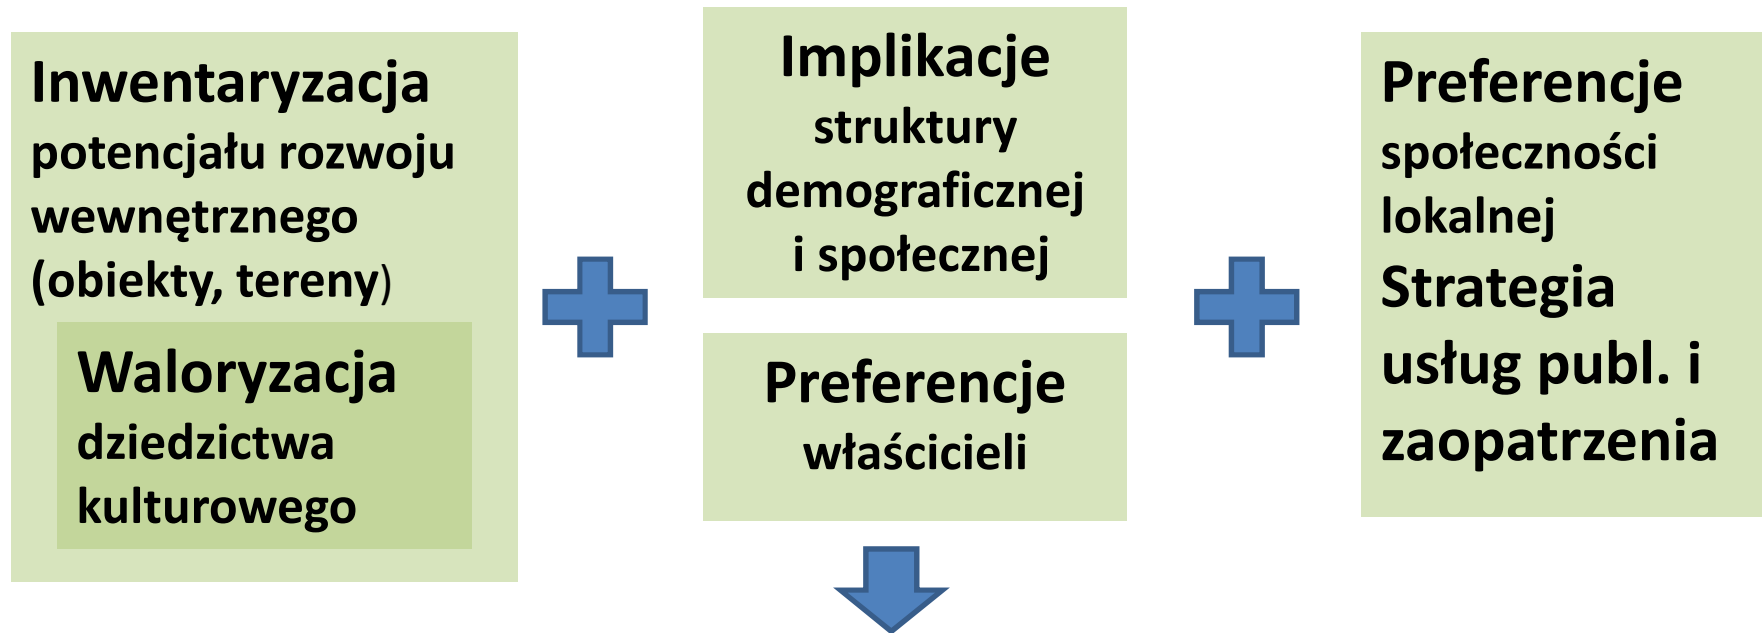 Inwentaryzacja
potencjału rozwoju
wewnętrznego
(obiekty, tereny)
Waloryzacja
dziedzictwa
kulturowego
Implikacje
struktury
demograficznej
i społecznej
Preferencje
właścicieli
Preferencje
społeczności
lokalnej
Strategia
usług publ. i
zaopatrzenia